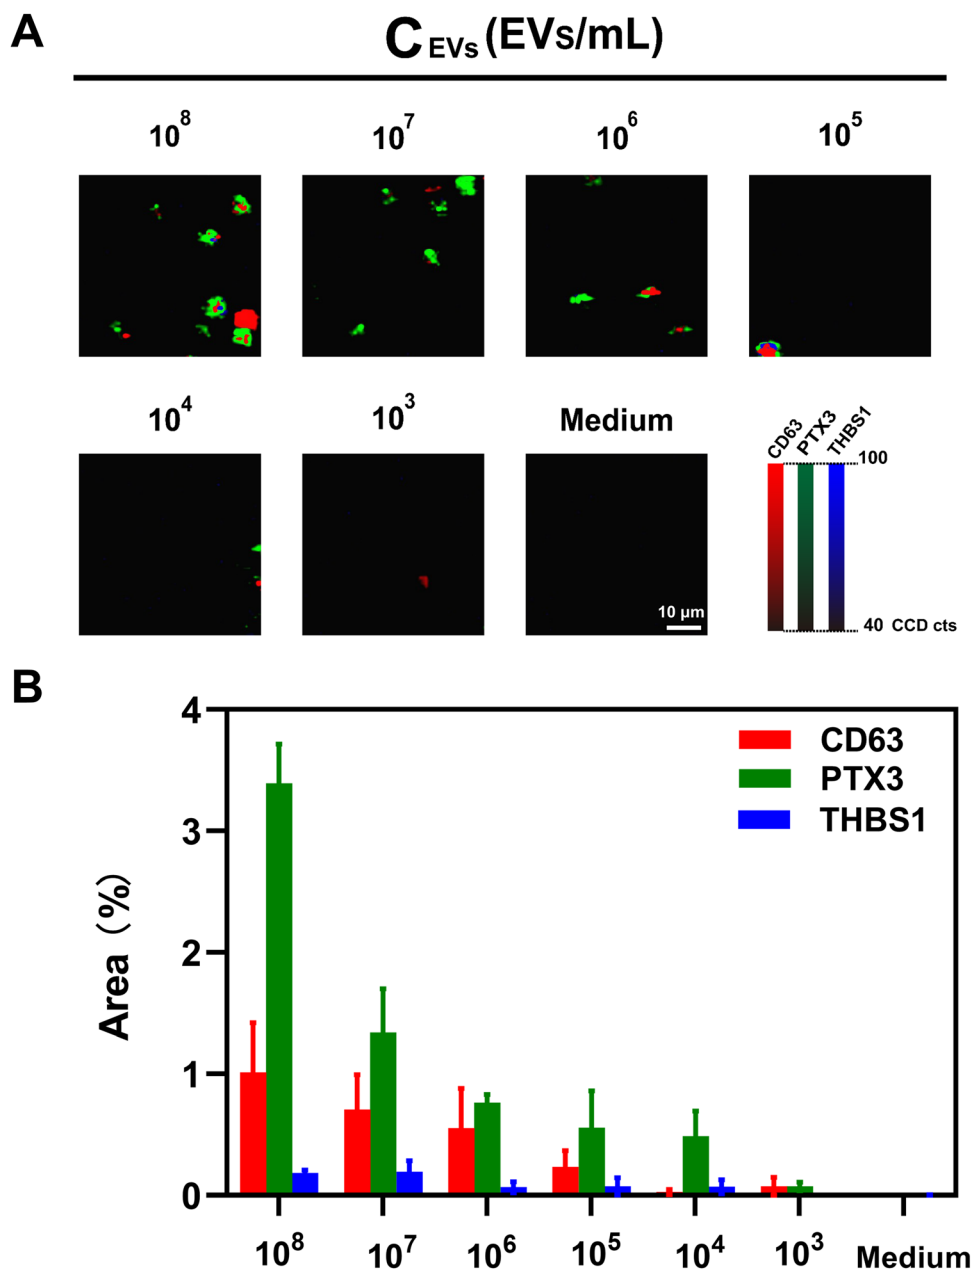 A
C EVs (EVs/mL)
10^8 10^7 10^6 10^5
10^4 10^3 Medium
CD63 PTX3 THBS1
100
10 μm
40 CCD cts
B
4
3
2
1
0
Area (%)
CD63
PTX3
THBS1
10^8 10^7 10^6 10^5 10^4 10^3 Medium